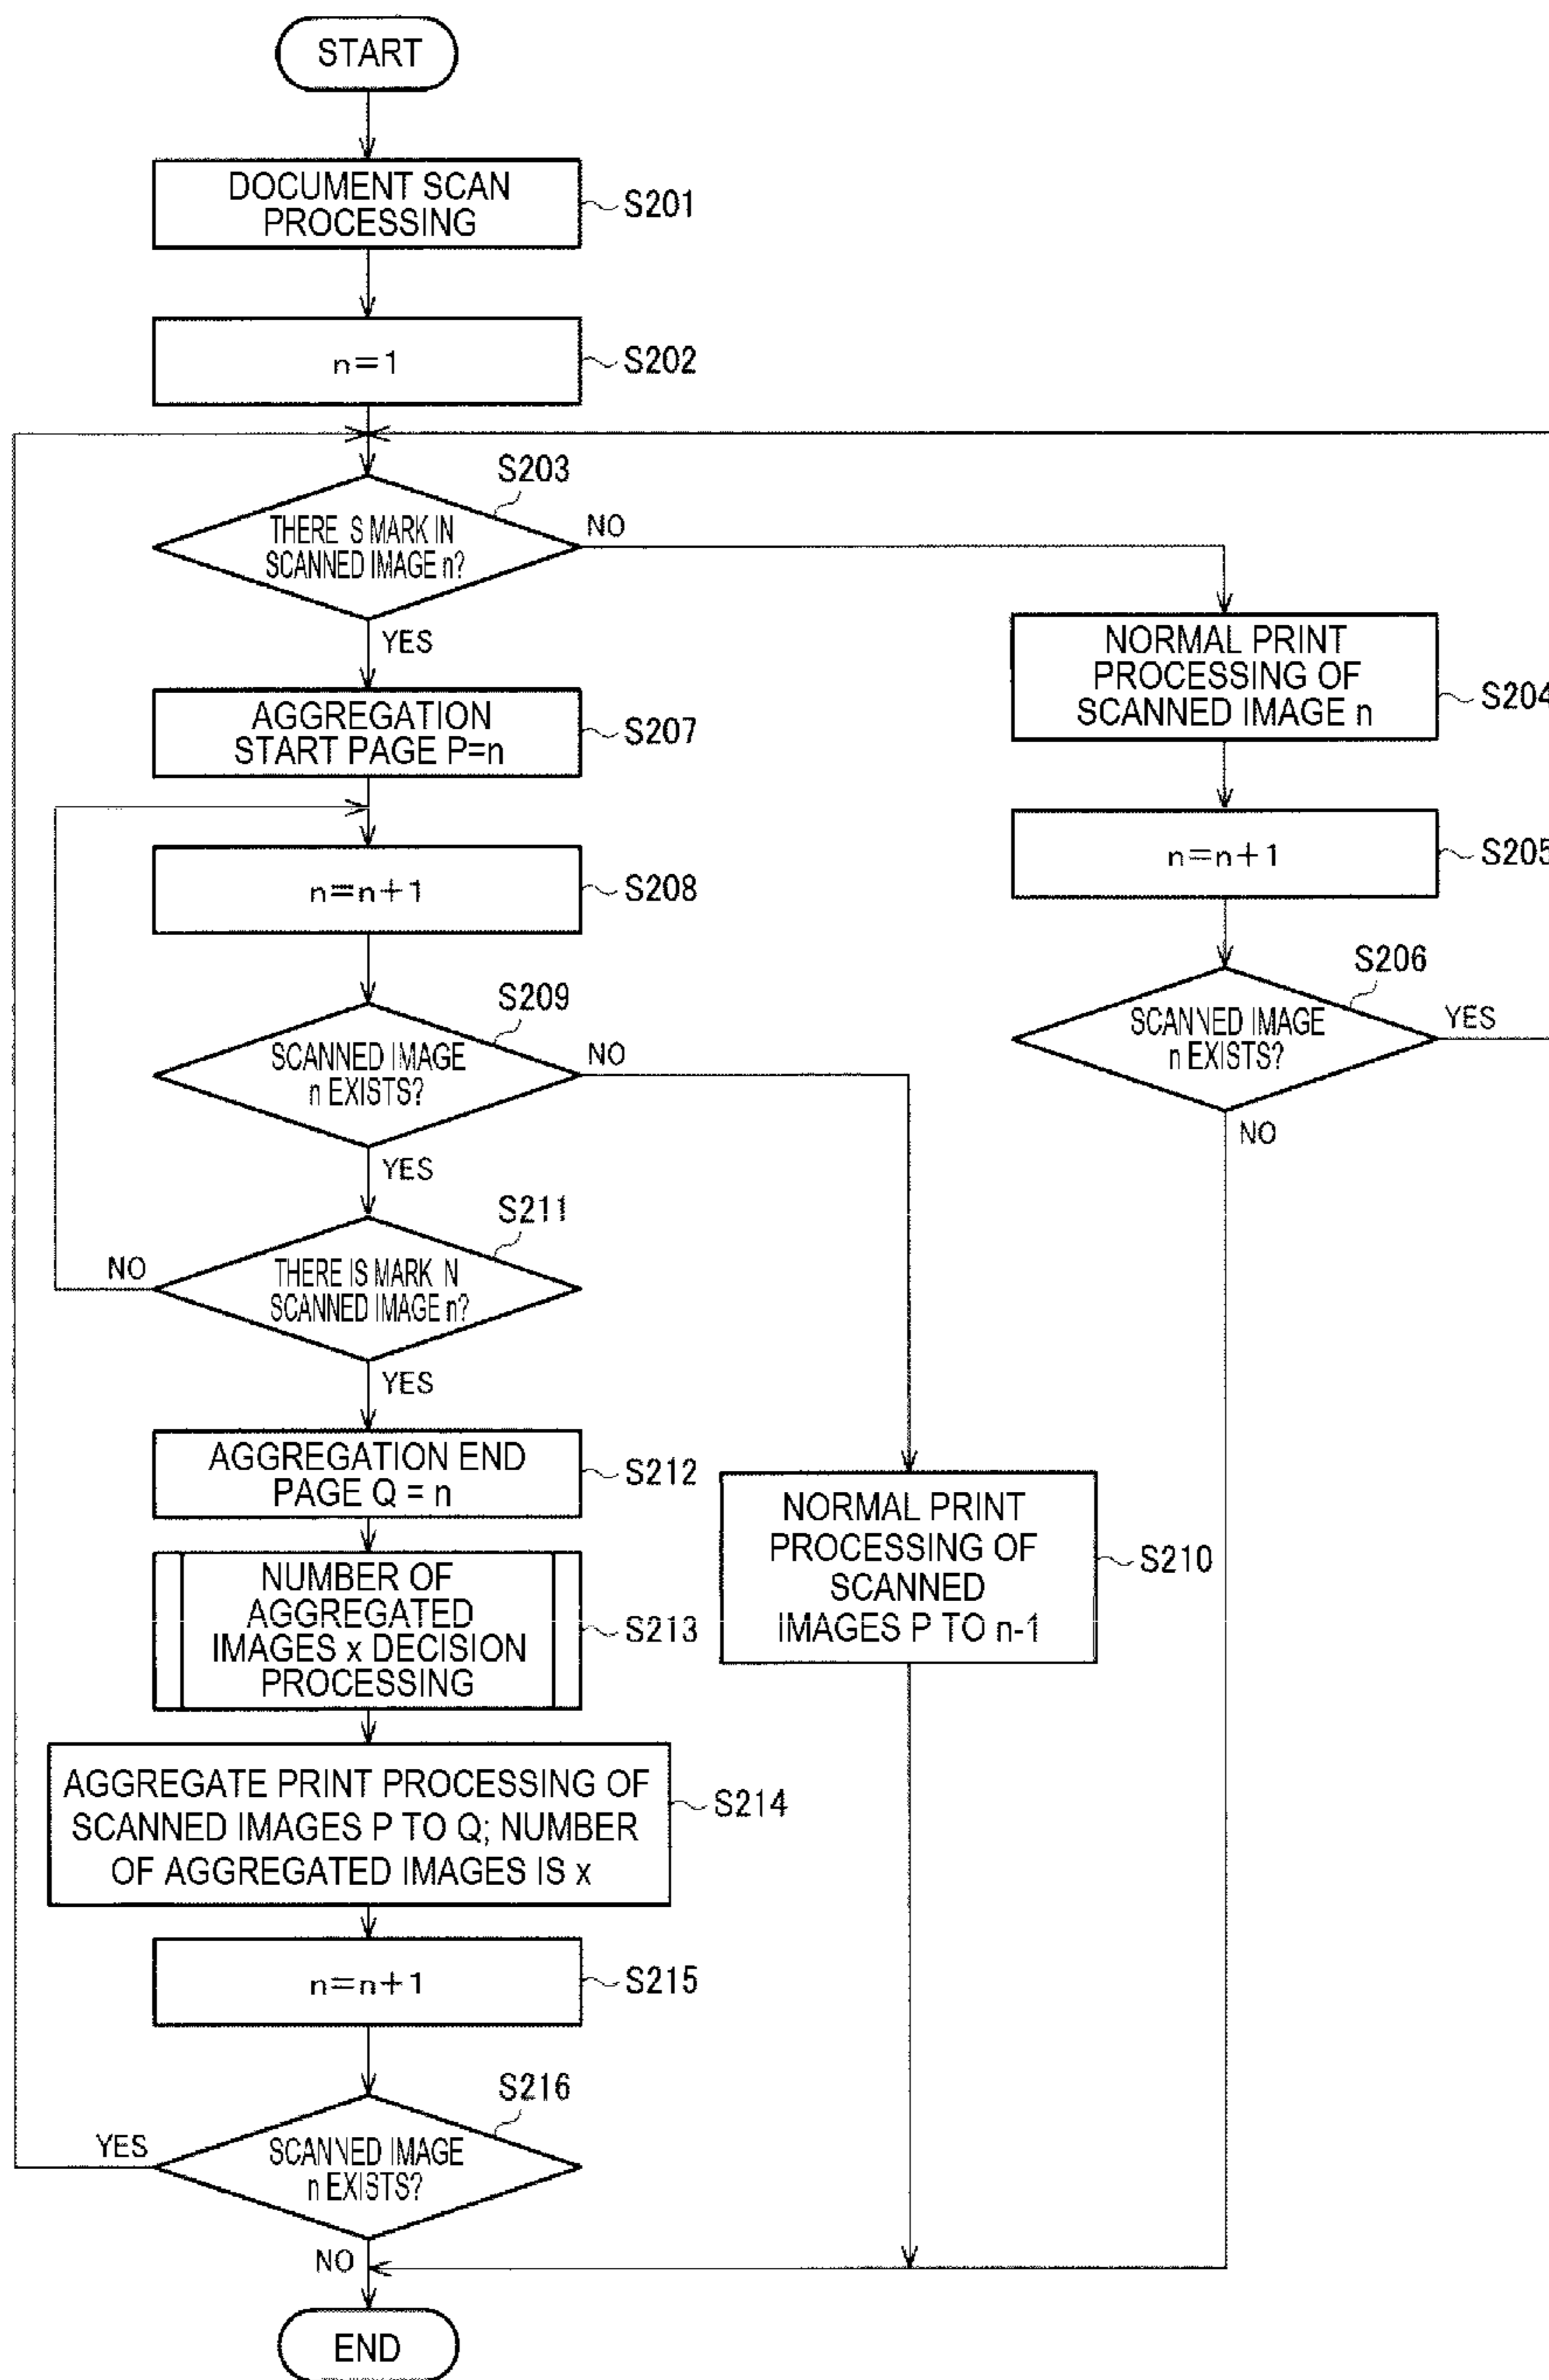 START
DOCUMENT SCAN
PROCESSING
S201
n=1
S202
S203
THERE S MARK IN
SCANNED IMAGE n?
NO
YES
NORMAL PRINT
PROCESSING OF
SCANNED IMAGE n
S204
AGGREGATION
START PAGE P=n
S207
n=n+1
S205
n=n+1
S208
S206
SCANNED IMAGE
n EXISTS?
YES
NO
S209
SCANNED IMAGE
n EXISTS?
NO
YES
S211
THERE IS MARK N
SCANNED IMAGE n?
NO
YES
AGGREGATION END
PAGE Q = n
S212
NORMAL PRINT
PROCESSING OF
SCANNED
IMAGES P TO n-1
S210
NUMBER OF
AGGREGATED
IMAGES x DECISION
PROCESSING
S213
AGGREGATE PRINT PROCESSING OF
SCANNED IMAGES P TO Q; NUMBER
OF AGGREGATED IMAGES IS x
S214
n=n+1
S215
S216
SCANNED IMAGE
n EXISTS?
YES
NO
END